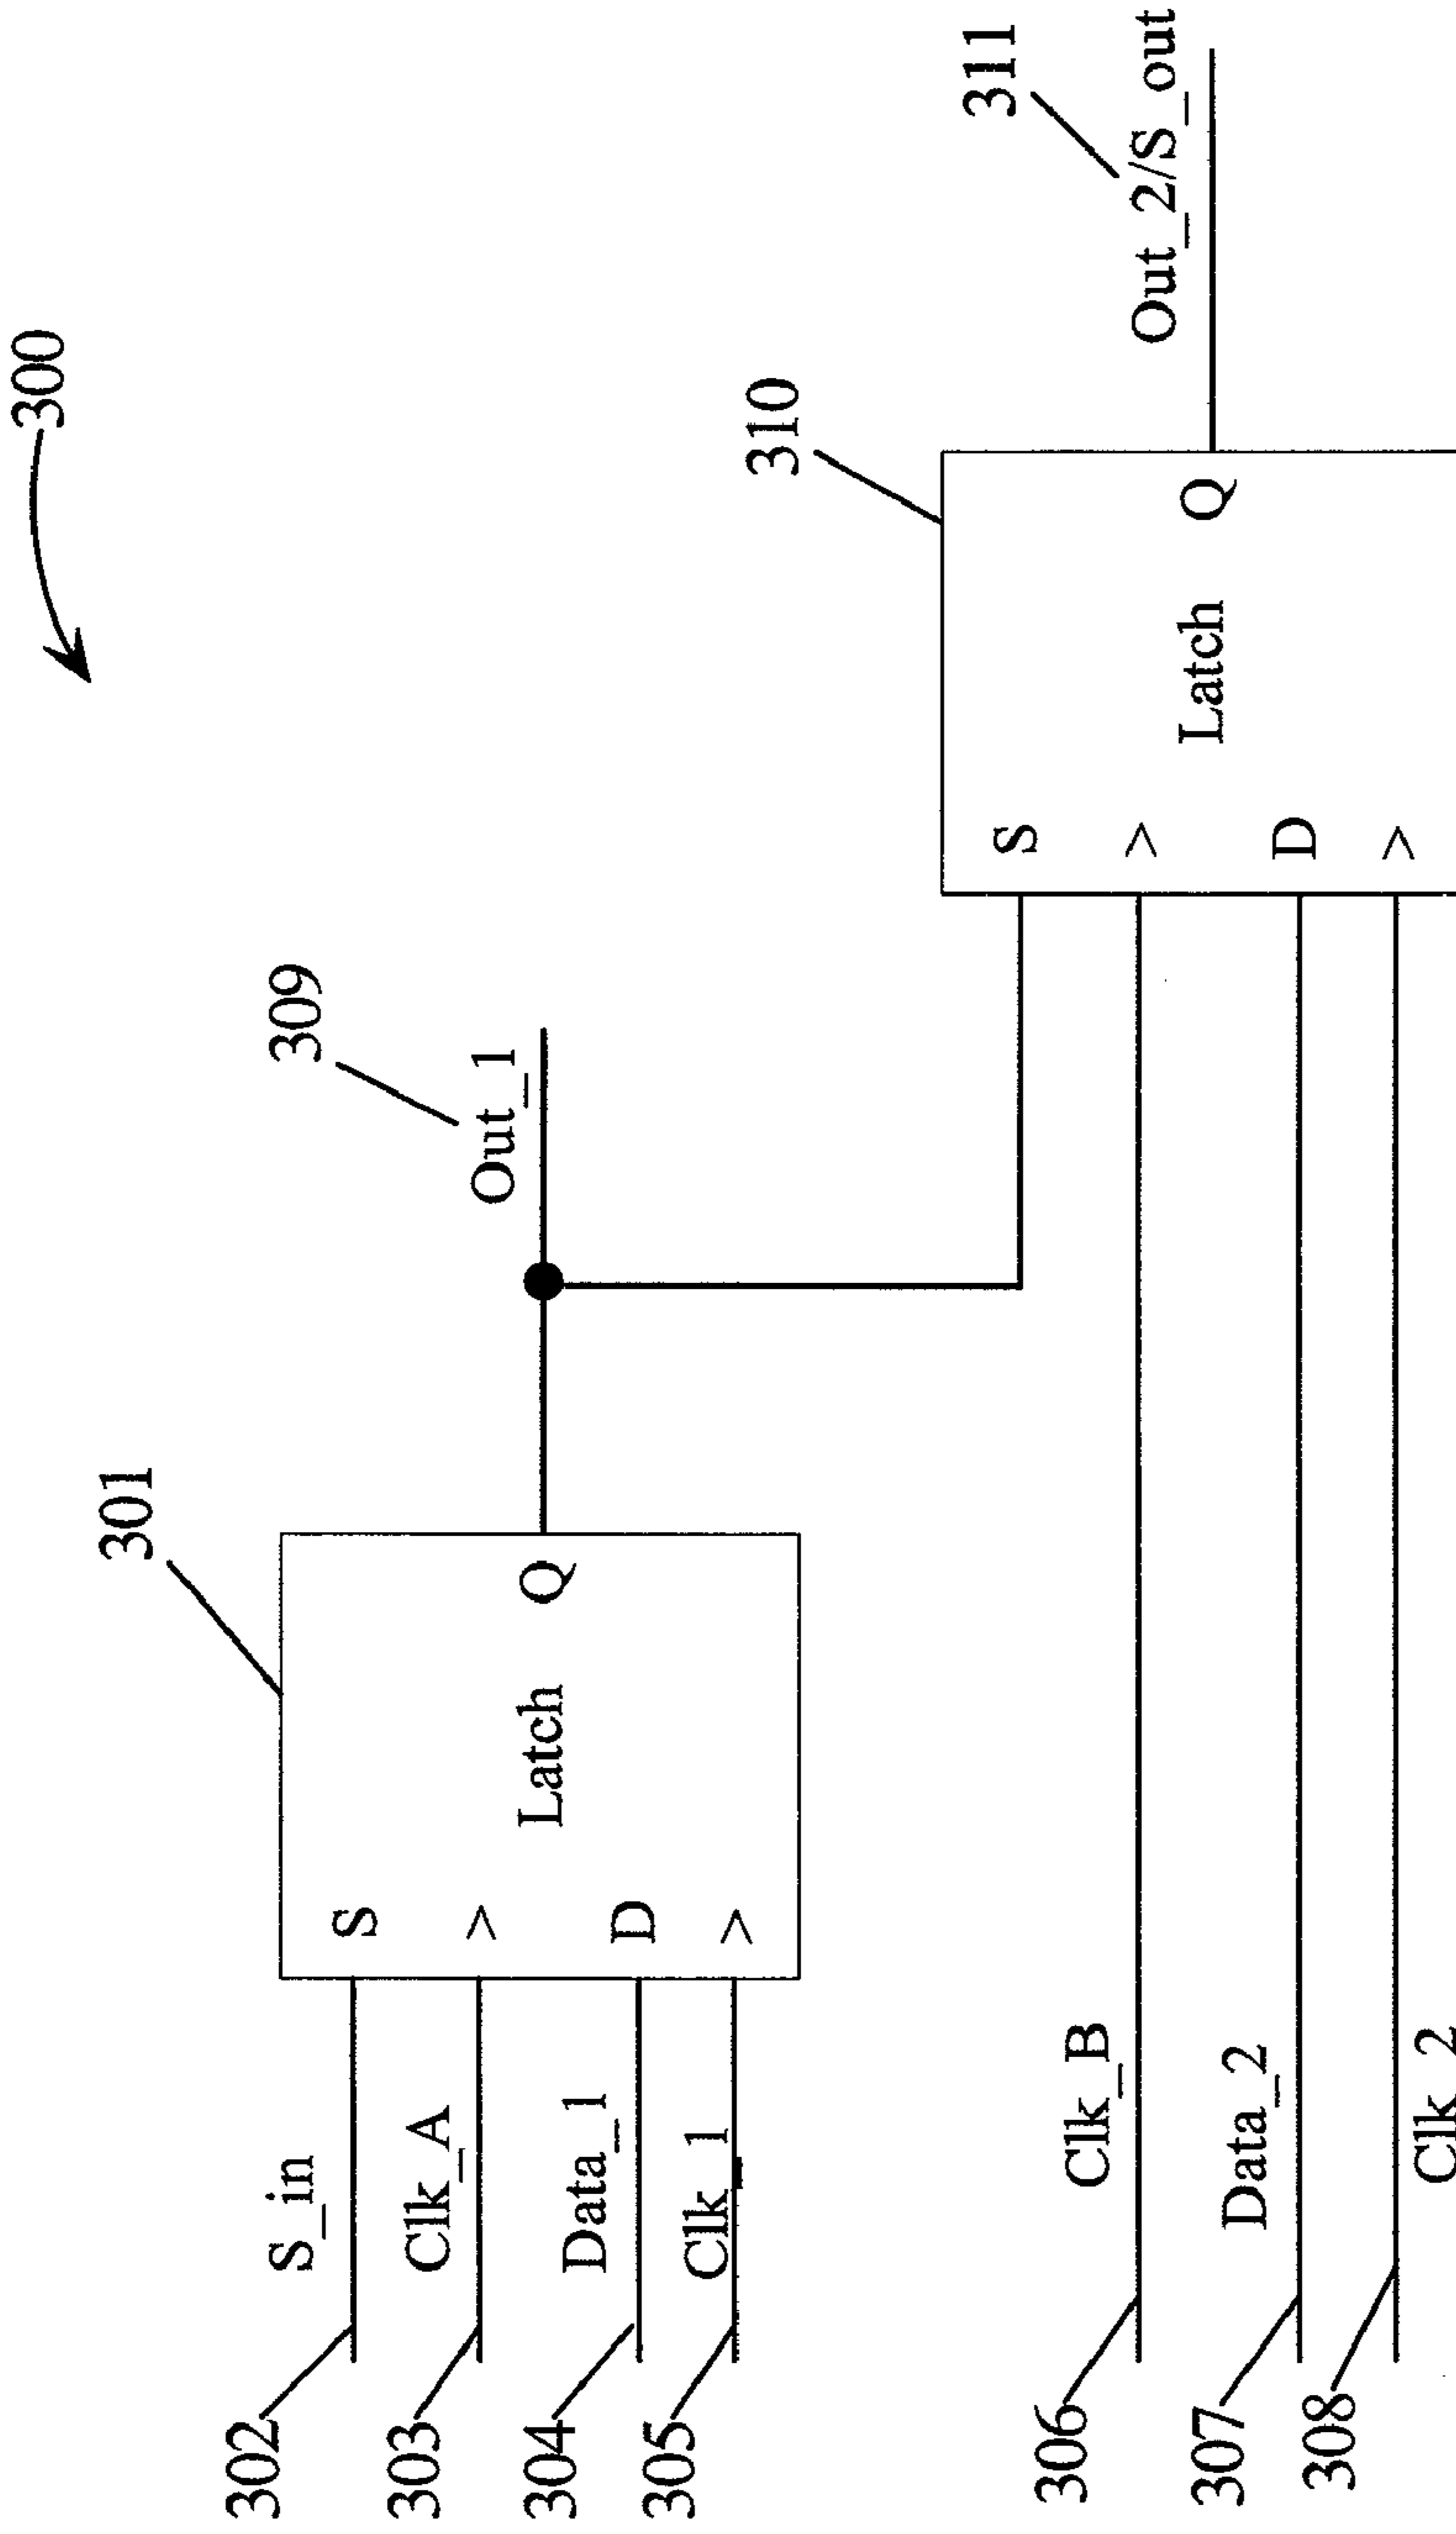 300
301
S_in
302
S
Clk_A
303
>
Latch
Q
Data_1
304
D
Clk_1
305
>
309
Out_1
310
S
Clk_B
306
>
Latch
Q
311
Out_2/S_out
Data_2
307
D
308
>
Clk_2